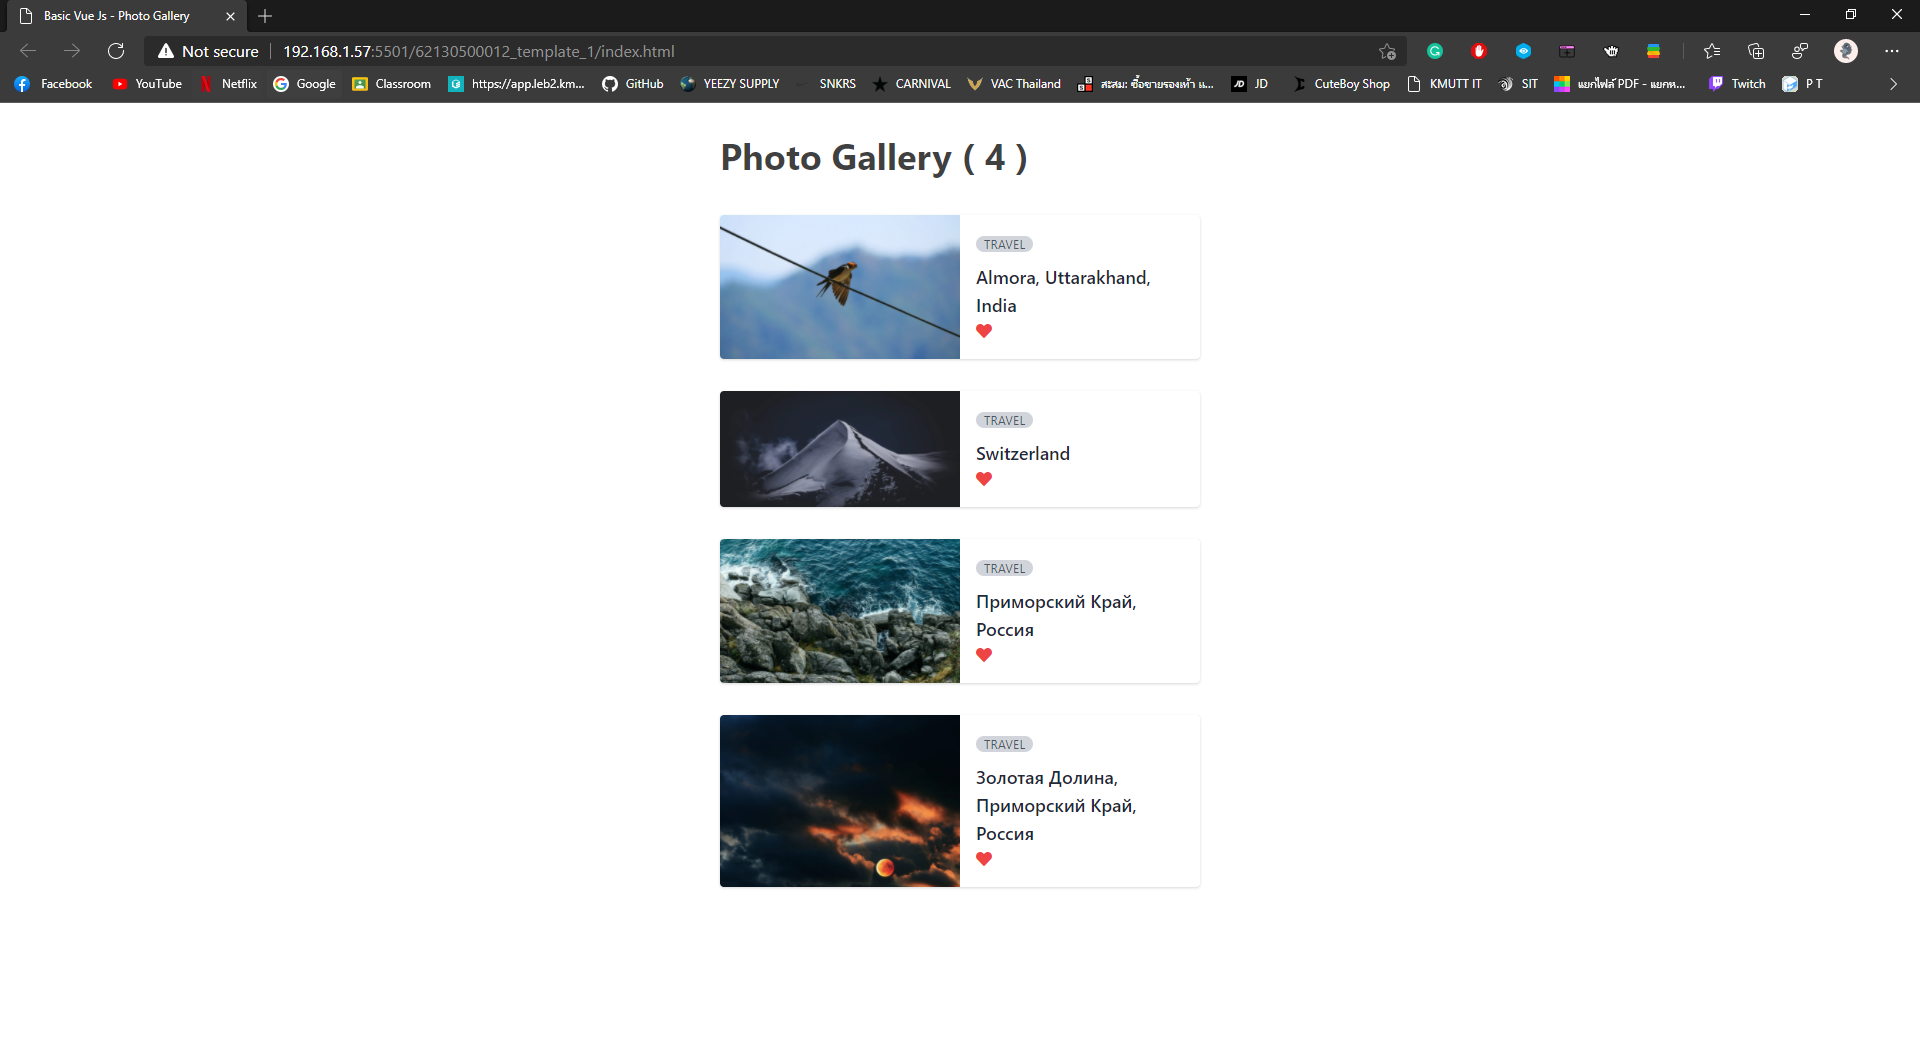 Basic Vue Js - Photo Gallery
Not secure
192.168.1.57:5501/62130500012_template_1/index.html
Facebook YouTube Netflix Google Classroom https://app.leb2.km... GitHub YEEZY SUPPLY SNKRS CARNIVAL VAC Thailand สะสม: ซื้อขายรองเท้า แ... JD CuteBoy Shop KMUTT IT SIT แยกไฟล์ PDF - แยกห... Twitch P T
Photo Gallery ( 4 )
TRAVEL
Almora, Uttarakhand,
India
TRAVEL
Switzerland
TRAVEL
Приморский Край,
Россия
TRAVEL
Золотая Долина,
Приморский Край,
Россия